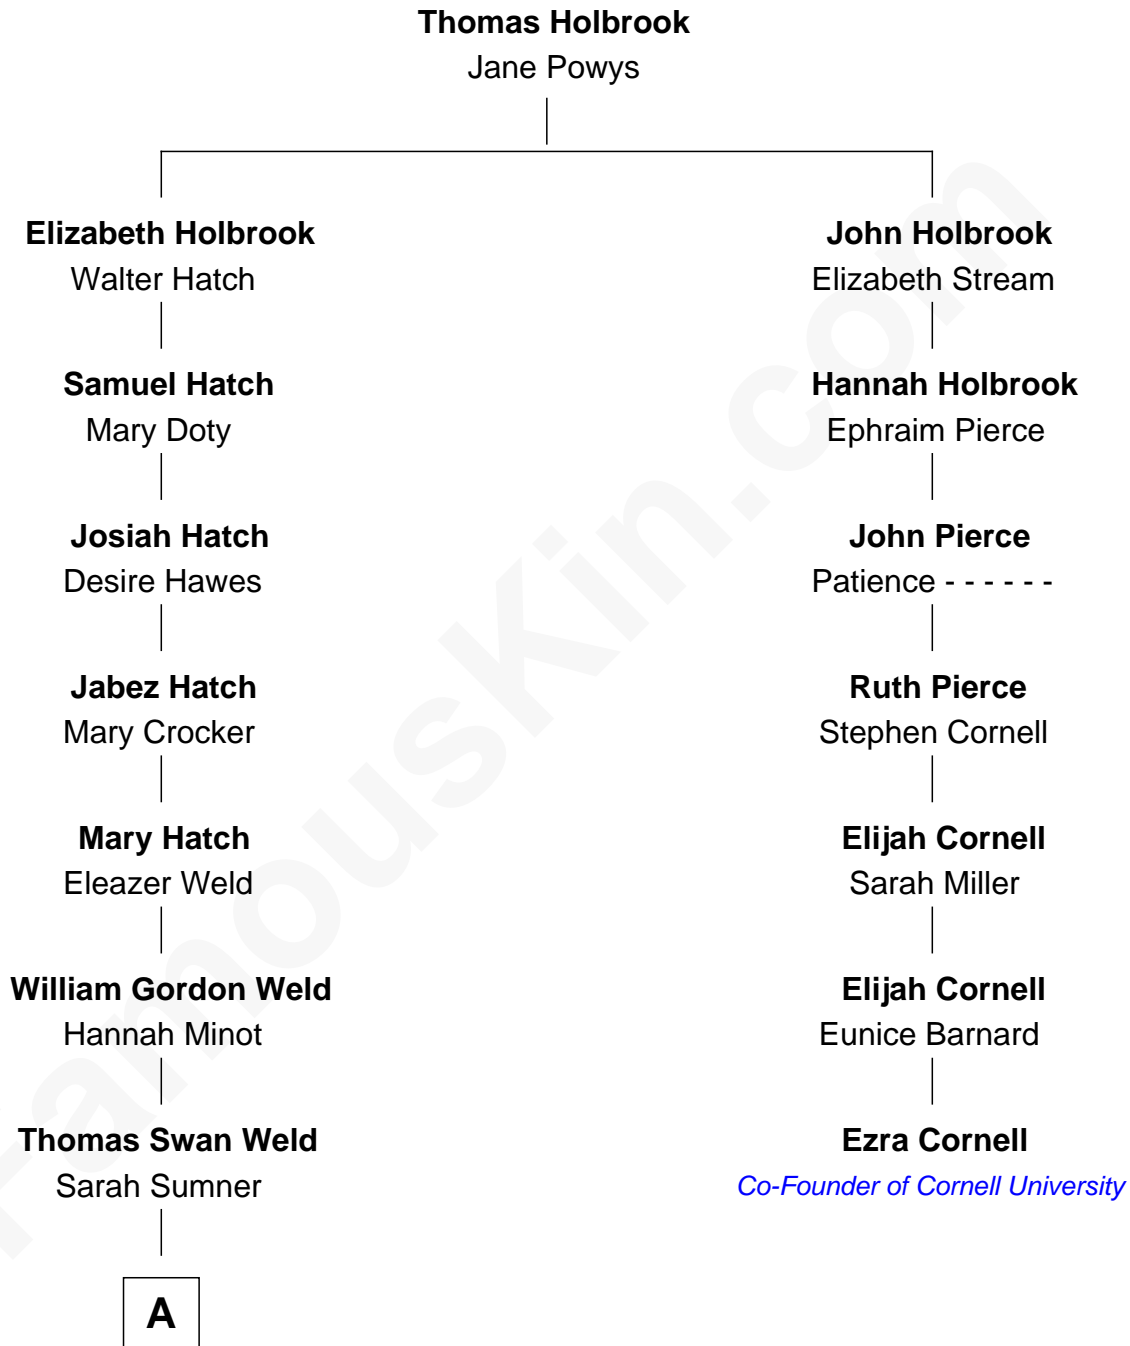 Thomas Holbrook
Jane Powys
Elizabeth Holbrook
Walter Hatch
John Holbrook
Elizabeth Stream
Samuel Hatch
Mary Doty
Hannah Holbrook
Ephraim Pierce
Josiah Hatch
Desire Hawes
John Pierce
Patience - - - - - -
Jabez Hatch
Mary Crocker
Ruth Pierce
Stephen Cornell
Mary Hatch
Eleazer Weld
Elijah Cornell
Sarah Miller
William Gordon Weld
Hannah Minot
Elijah Cornell
Eunice Barnard
Thomas Swan Weld
Sarah Sumner
Ezra Cornell
Co-Founder of Cornell University
A
FamousKin.com